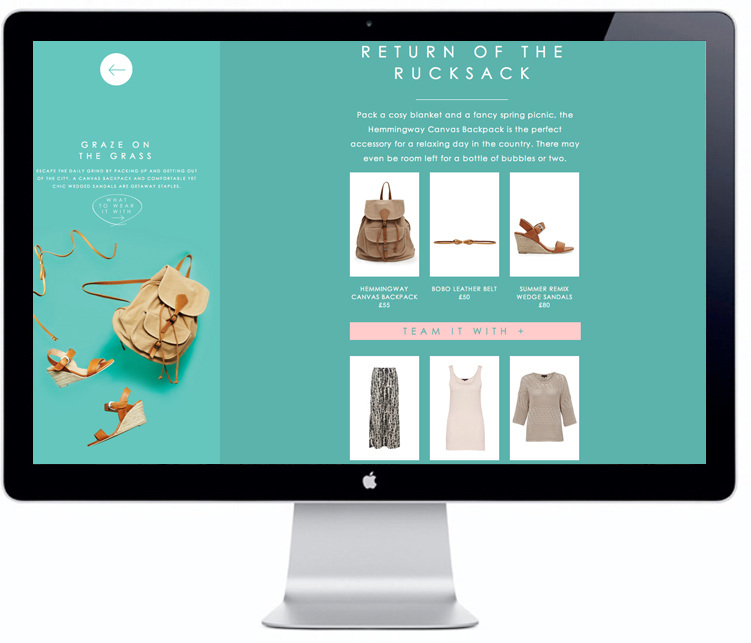 RETURN OF THE
RUCKSACK
Pack a cosy blanket and a fancy spring picnic, the
Hemmingway Canvas Backpack is the perfect
accessory for a relaxing day in the country. There may
even be room left for a bottle of bubbles or two.
GRAZE ON
THE GRASS
ESCAPE THE DAILY GRIND BY PACKING UP AND GETTING OUT
OF THE CITY. A CANVAS BACKPACK AND COMFORTABLE YET
CHIC WEDGED SANDALS ARE GETAWAY STAPLES.
WHAT
TO WEAR
IT WITH
HEMMINGWAY
CANVAS BACKPACK
£55
BOBO LEATHER BELT
£50
SUMMER REMIX
WEDGE SANDALS
£80
TEAM IT WITH +